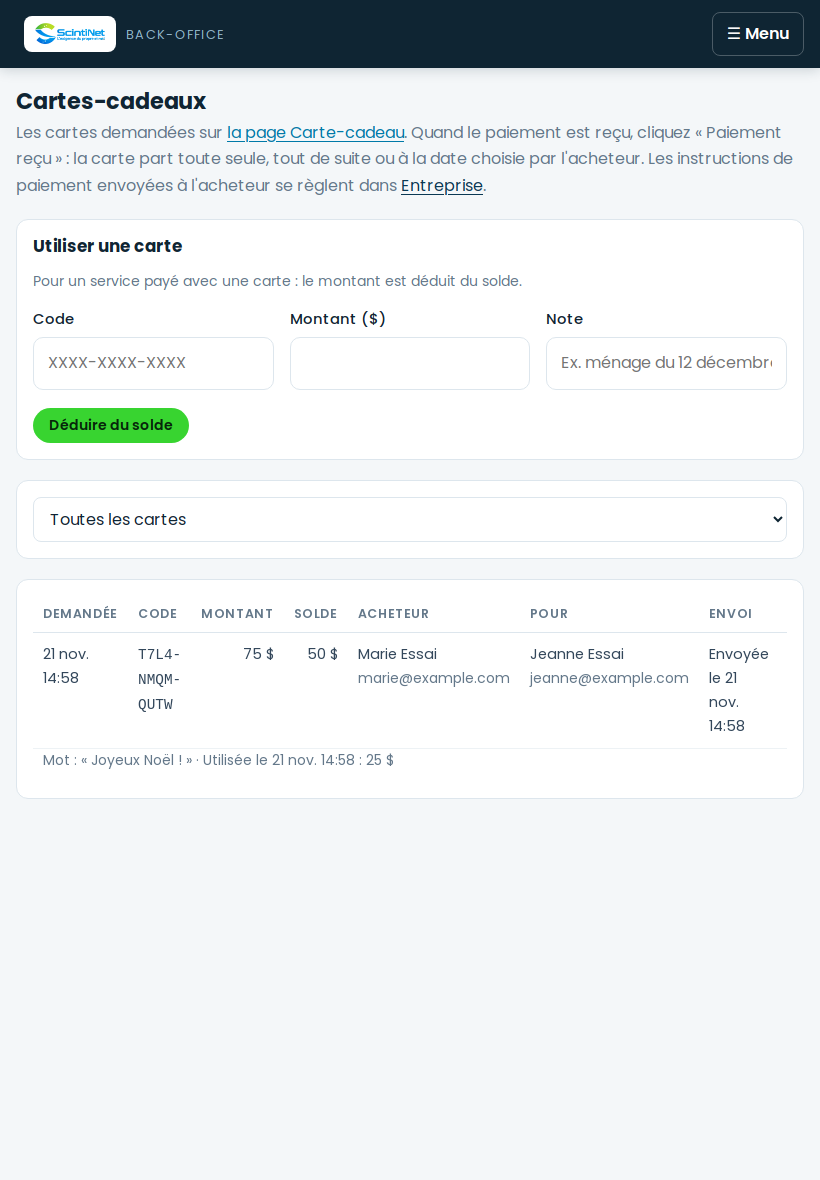 ScintiNet
BACK-OFFICE
☰ Menu
Cartes-cadeaux
Les cartes demandées sur la page Carte-cadeau. Quand le paiement est reçu, cliquez « Paiement
reçu » : la carte part toute seule, tout de suite ou à la date choisie par l'acheteur. Les instructions de
paiement envoyées à l'acheteur se règlent dans Entreprise.
Utiliser une carte
Pour un service payé avec une carte : le montant est déduit du solde.
Code Montant ($) Note
XXXX-XXXX-XXXX Ex. ménage du 12 décembre
Déduire du solde
Toutes les cartes
DEMANDÉE CODE MONTANT SOLDE ACHETEUR POUR ENVOI
21 nov. T7L4- 75 $ 50 $ Marie Essai Jeanne Essai Envoyée
14:58 NMQM- marie@example.com jeanne@example.com le 21
QUTW nov.
14:58
Mot : « Joyeux Noël ! » · Utilisée le 21 nov. 14:58 : 25 $